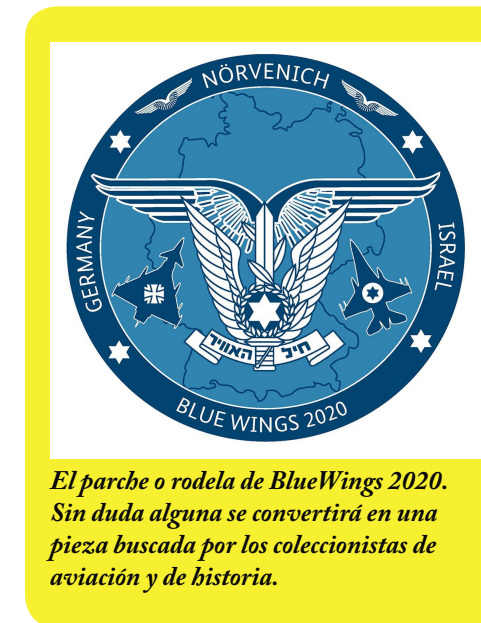 NÖRVENICH
GERMANY
ISRAEL
חיל האוויר
BLUE WINGS 2020
El parche o rodela de BlueWings 2020.
Sin duda alguna se convertirá en una
pieza buscada por los coleccionistas de
aviación y de historia.